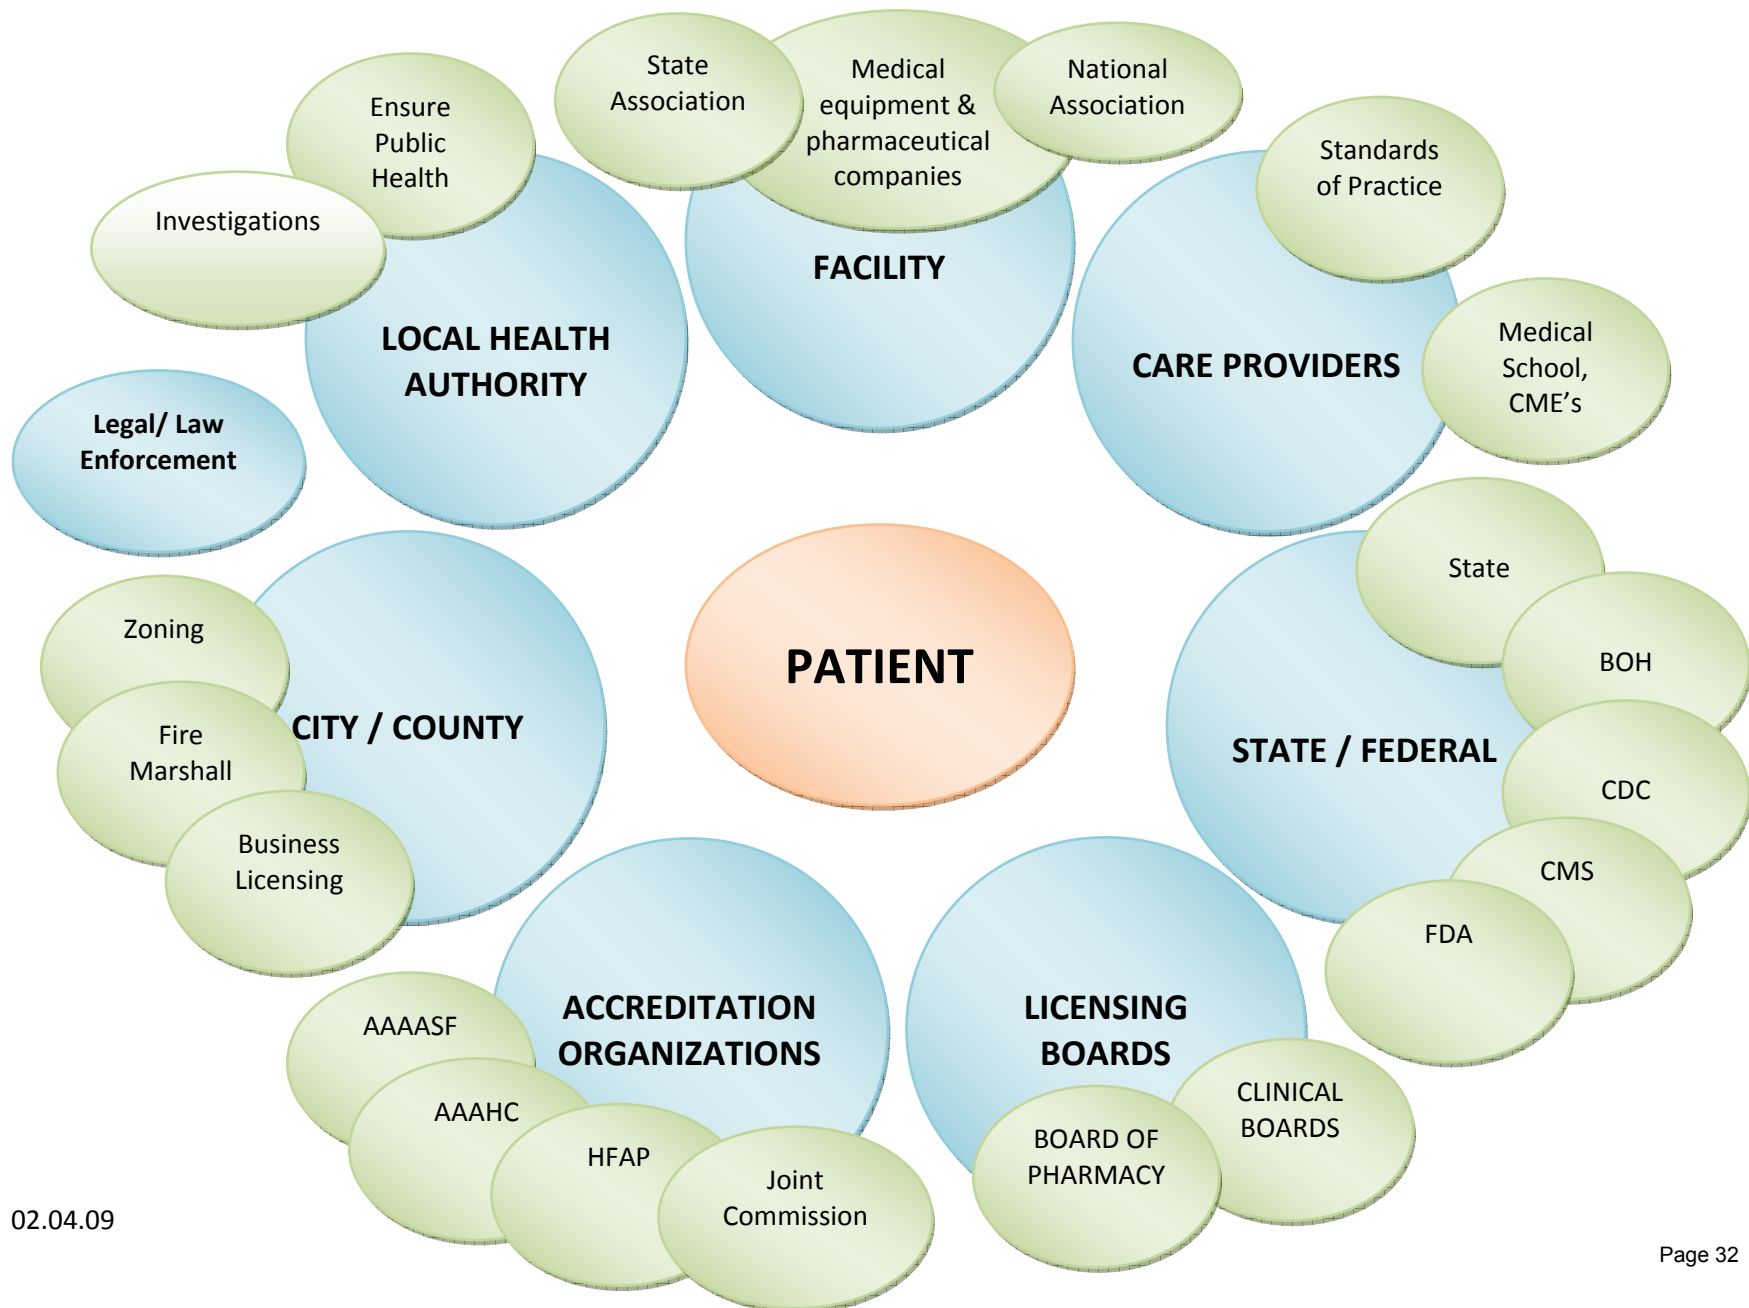 State
Association
Medical
equipment &
pharmaceutical
companies
National
Association
Ensure
Public
Health
Standards
of Practice
Investigations
FACILITY
LOCAL HEALTH
AUTHORITY
CARE PROVIDERS
Medical
School,
CME’s
Legal/ Law
Enforcement
State
BOH
Zoning
PATIENT
CITY / COUNTY
Fire
Marshall
STATE / FEDERAL
CDC
Business
Licensing
CMS
FDA
AAAASF
ACCREDITATION
ORGANIZATIONS
LICENSING
BOARDS
AAAHC
CLINICAL
BOARDS
HFAP
BOARD OF
PHARMACY
Joint
Commission
02.04.09
Page 32